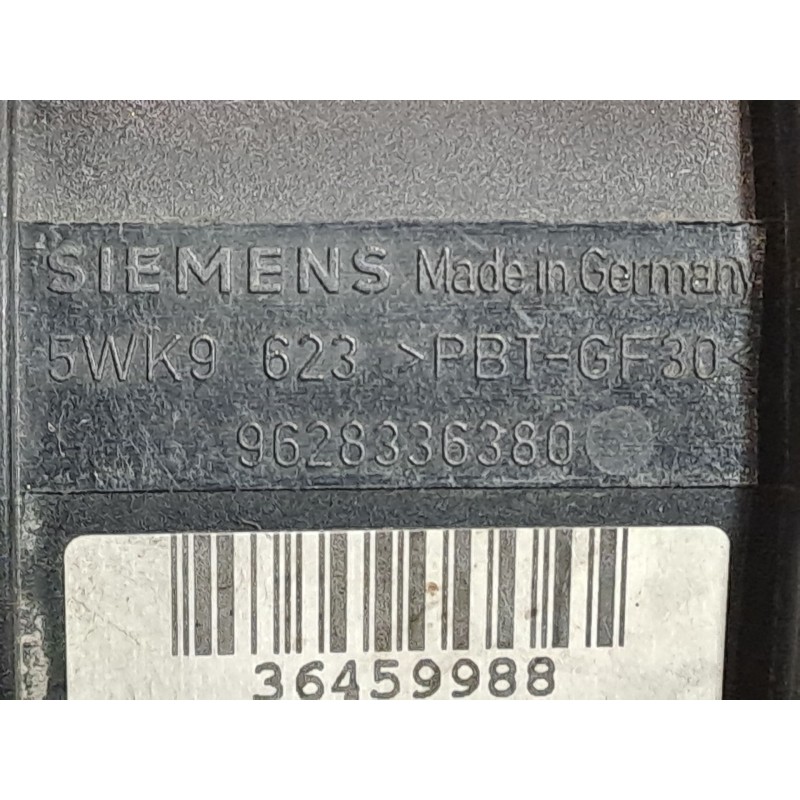 SIEMENS Made in Germany
5WK9 623 >PBT-GF30<
9628336380
36459988